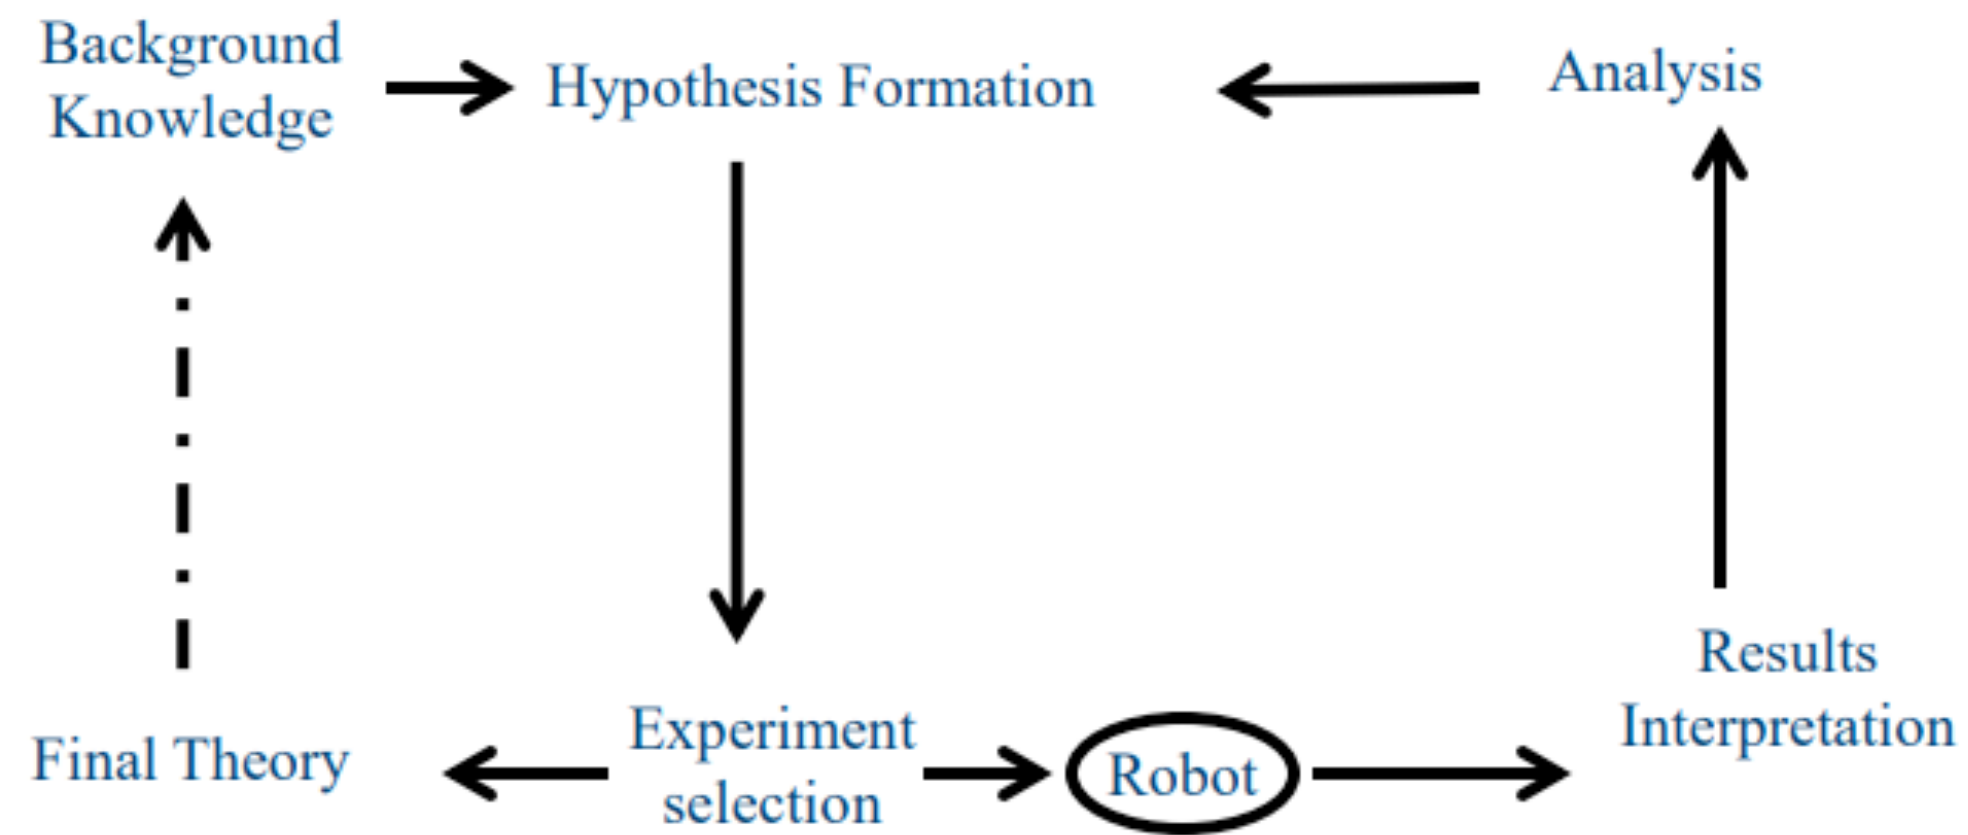 Background
Knowledge
Hypothesis Formation
Analysis
Final Theory
Experiment
selection
Robot
Results
Interpretation